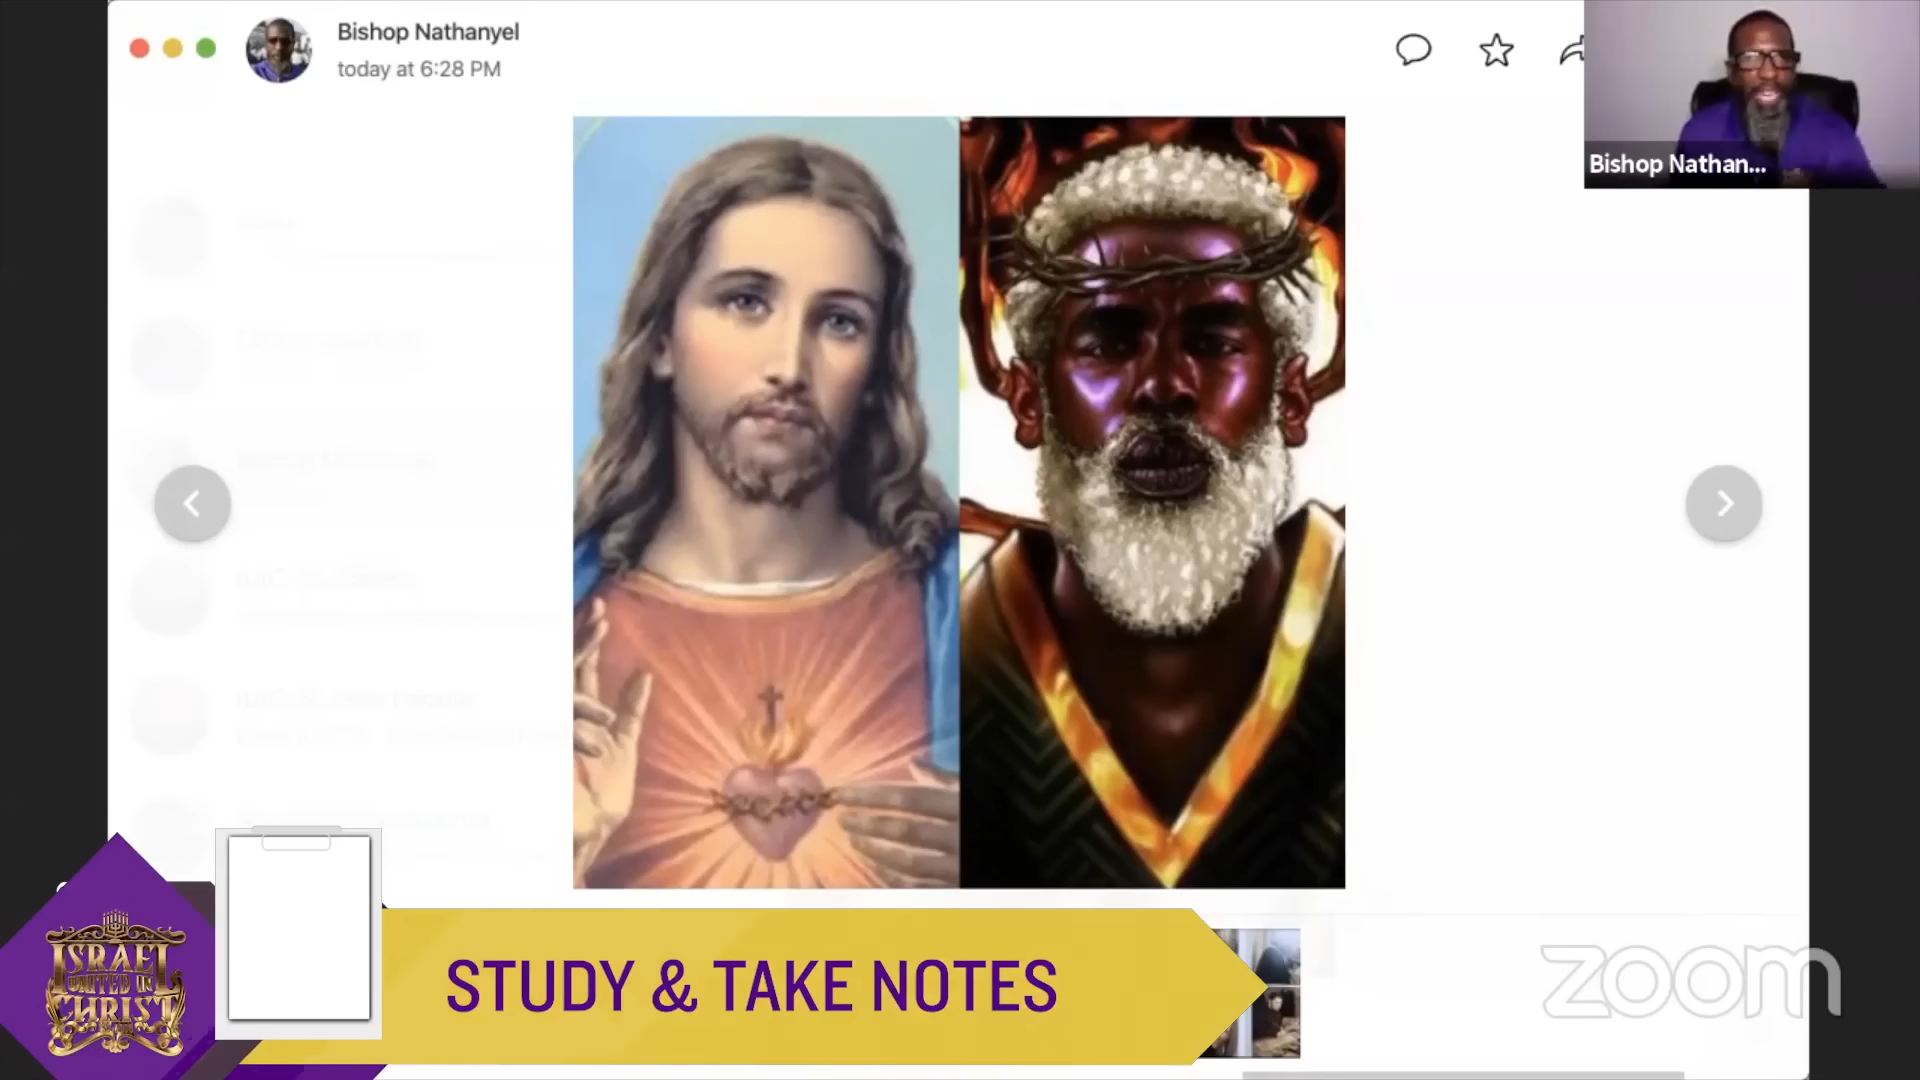 Bishop Nathanyel
today at 6:28 PM
Bishop Nathan...
ISRAEL
UNITED IN
CHRIST
STUDY & TAKE NOTES
zoom